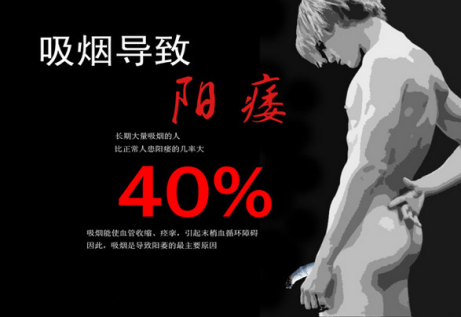 吸烟导致
阳痿
长期大量吸烟的人
比正常人患阳痿的几率大
40%
吸烟能使血管收缩、痉挛，引起末梢血循环障碍
因此，吸烟是导致阳萎的最主要原因